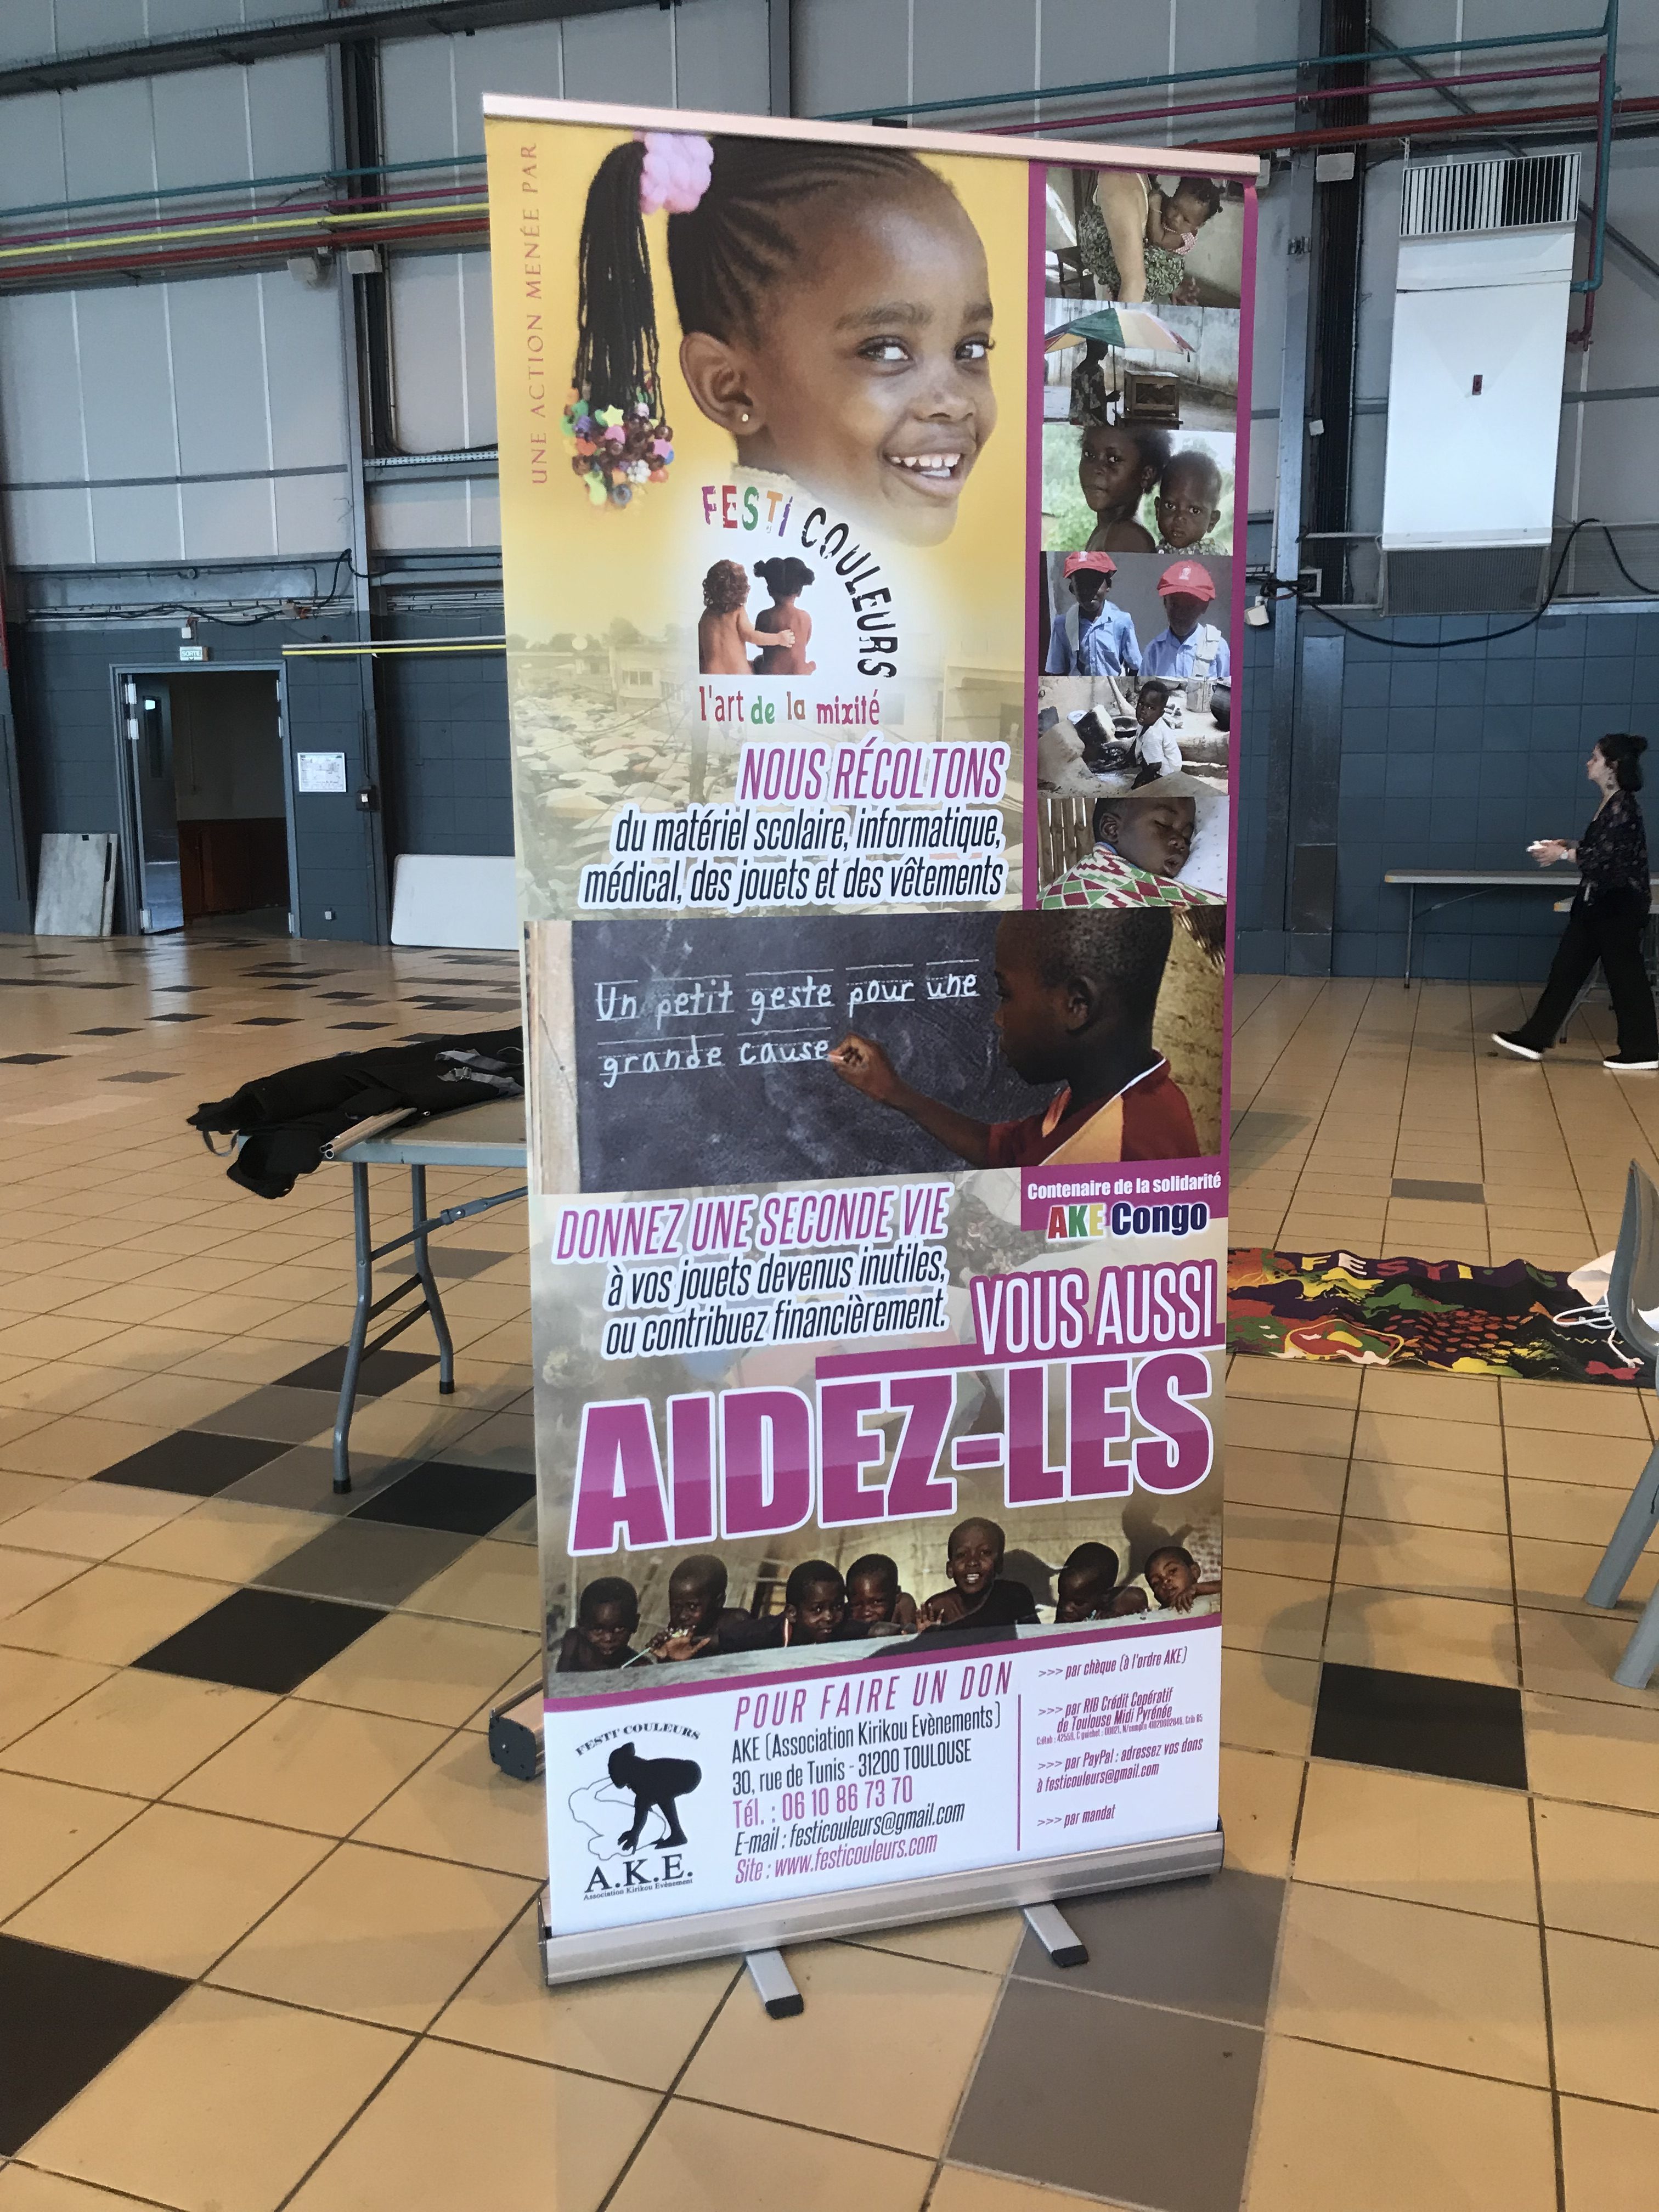 UNE ACTION MENÉE PAR
FESTI COULEURS
l'art de la mixité
NOUS RÉCOLTONS
du matériel scolaire, informatique,
médical, des jouets et des vêtements
Un petit geste pour une
grande cause
Contenaire de la solidarité
AKE Congo
DONNEZ UNE SECONDE VIE
à vos jouets devenus inutiles,
ou contribuez financièrement.
VOUS AUSSI
AIDEZ-LES
FESTI COULEURS
A.K.E.
Association Kirikou Evènement
POUR FAIRE UN DON
AKE (Association Kirikou Evènements)
30, rue de Tunis - 31200 TOULOUSE
Tél. : 06 10 86 73 70
E-mail : festicouleurs@gmail.com
Site : www.festicouleurs.com
>>> par chèque (à l'ordre AKE)
>>> par RIB Crédit Copératif
de Toulouse Midi Pyrénée
>>> par PayPal : adressez vos dons
à festicouleurs@gmail.com
>>> par mandat
SORTIE
FESTI